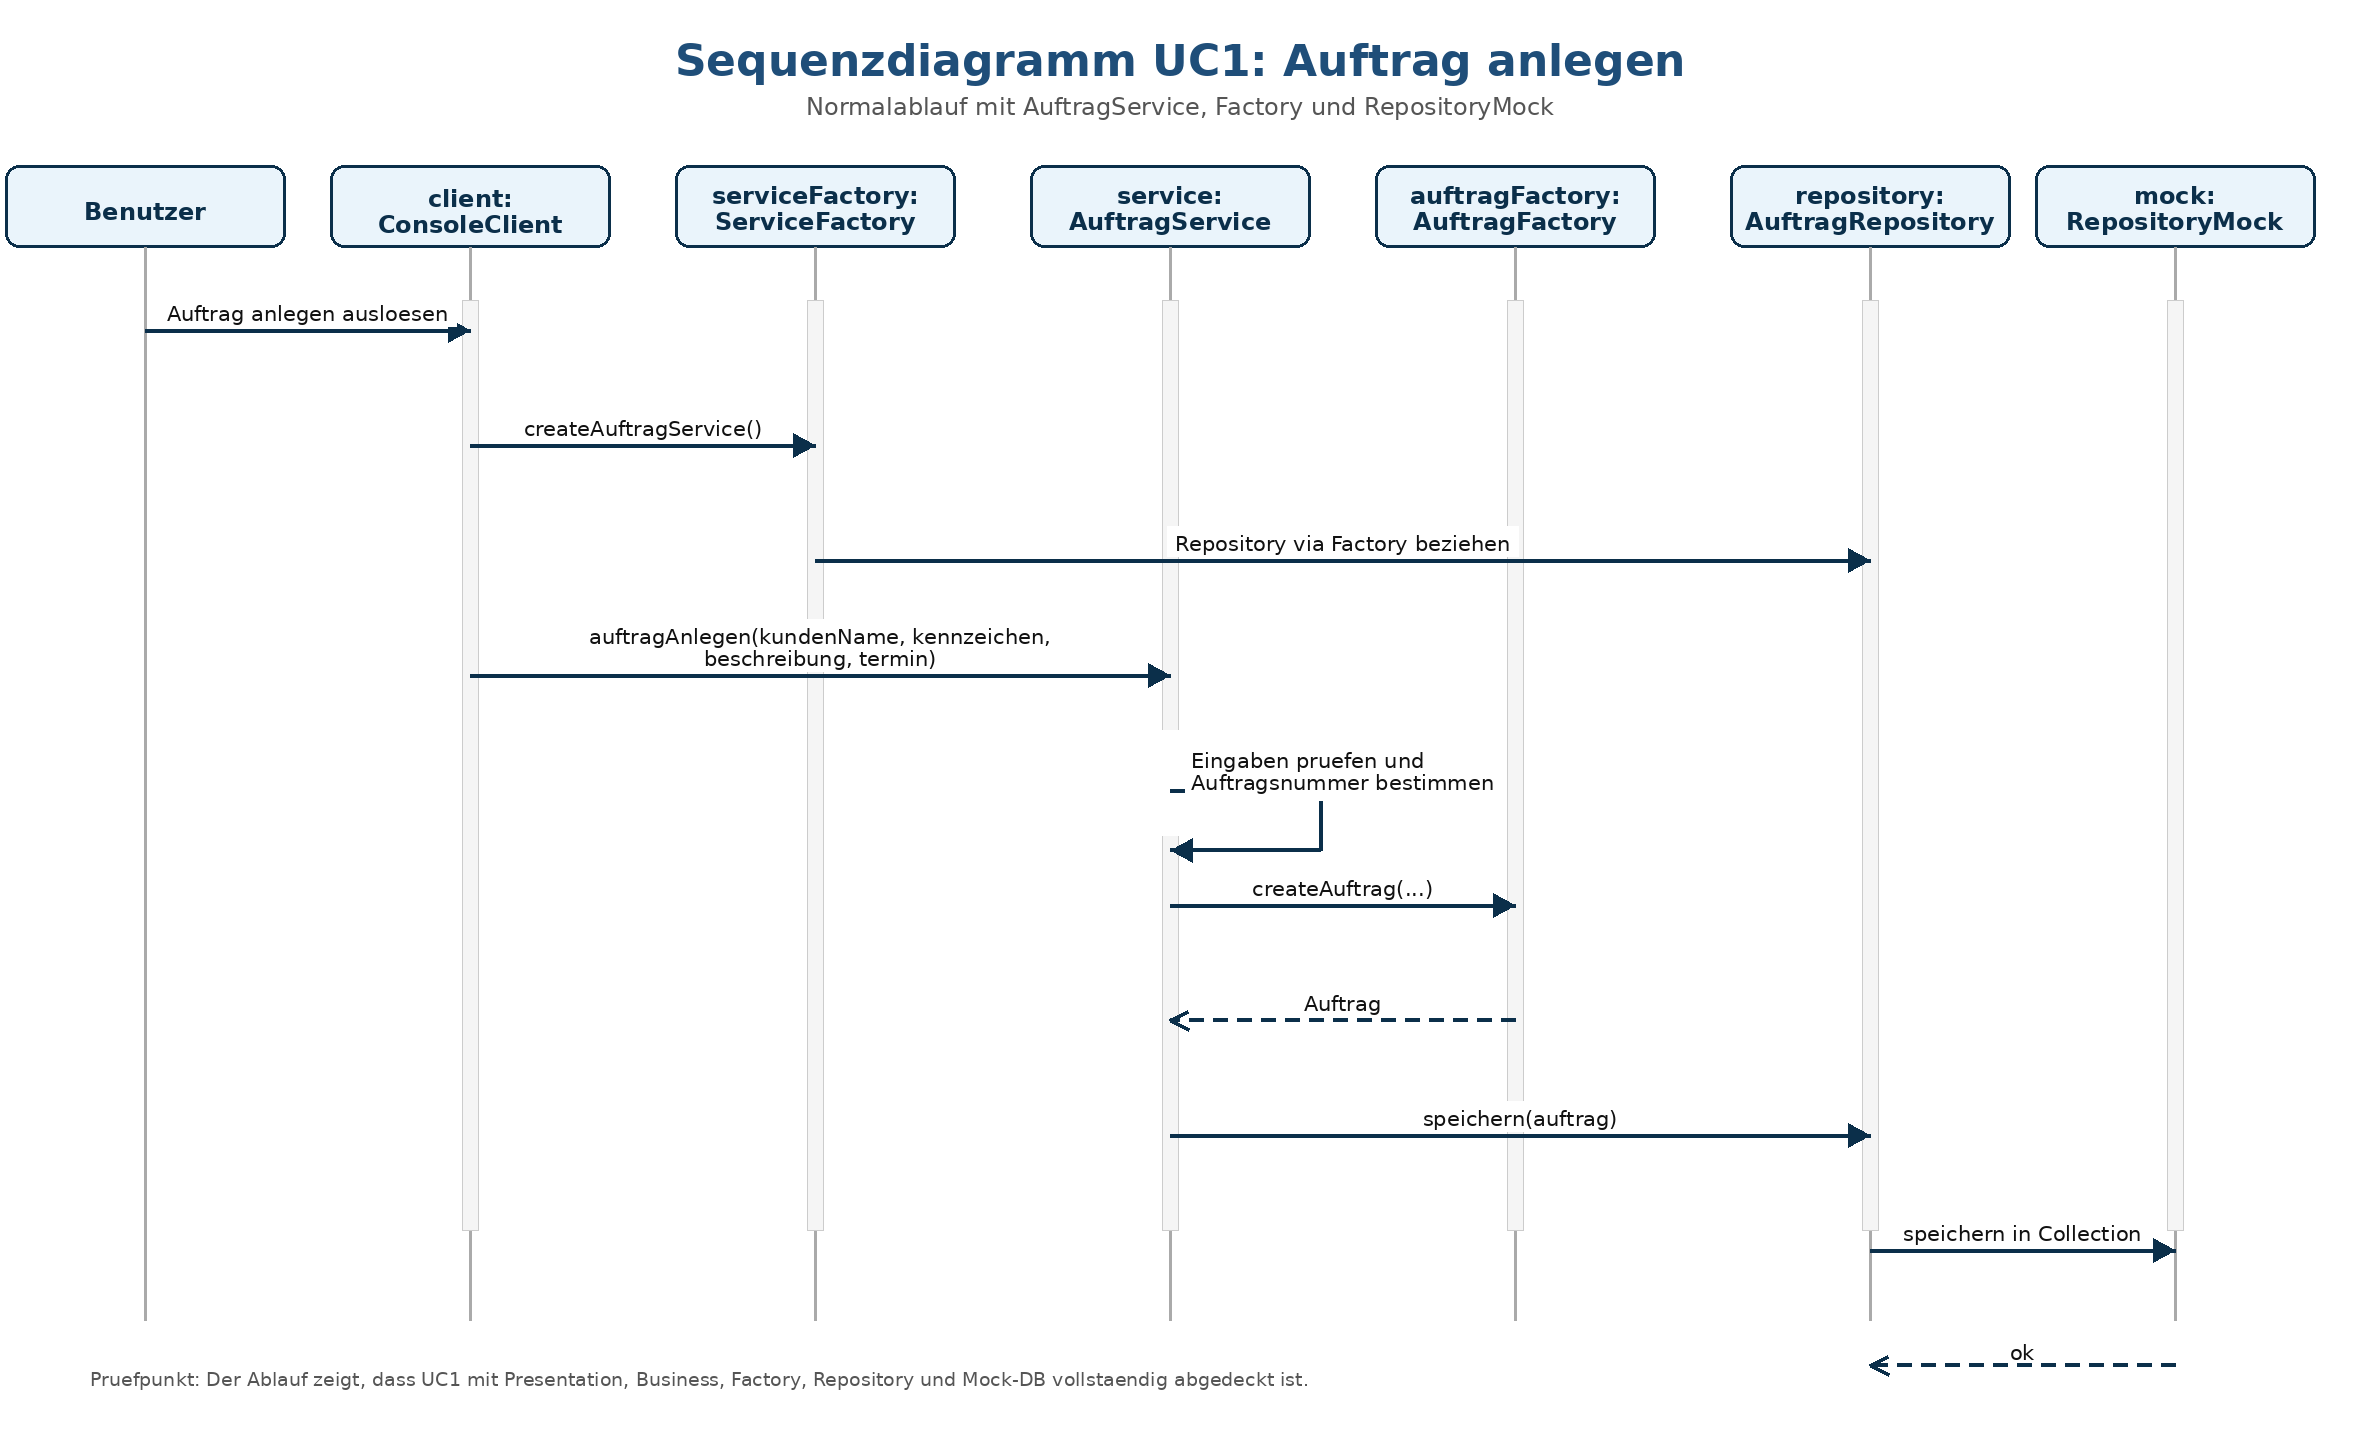 Sequenzdiagramm UC1: Auftrag anlegen
Normalablauf mit AuftragService, Factory und RepositoryMock
Benutzer
client:
ConsoleClient
serviceFactory:
ServiceFactory
service:
AuftragService
auftragFactory:
AuftragFactory
repository:
AuftragRepository
mock:
RepositoryMock
Auftrag anlegen ausloesen
createAuftragService()
Repository via Factory beziehen
auftragAnlegen(kundenName, kennzeichen,
beschreibung, termin)
Eingaben pruefen und
Auftragsnummer bestimmen
createAuftrag(...)
Auftrag
speichern(auftrag)
speichern in Collection
ok
Pruefpunkt: Der Ablauf zeigt, dass UC1 mit Presentation, Business, Factory, Repository und Mock-DB vollstaendig abgedeckt ist.